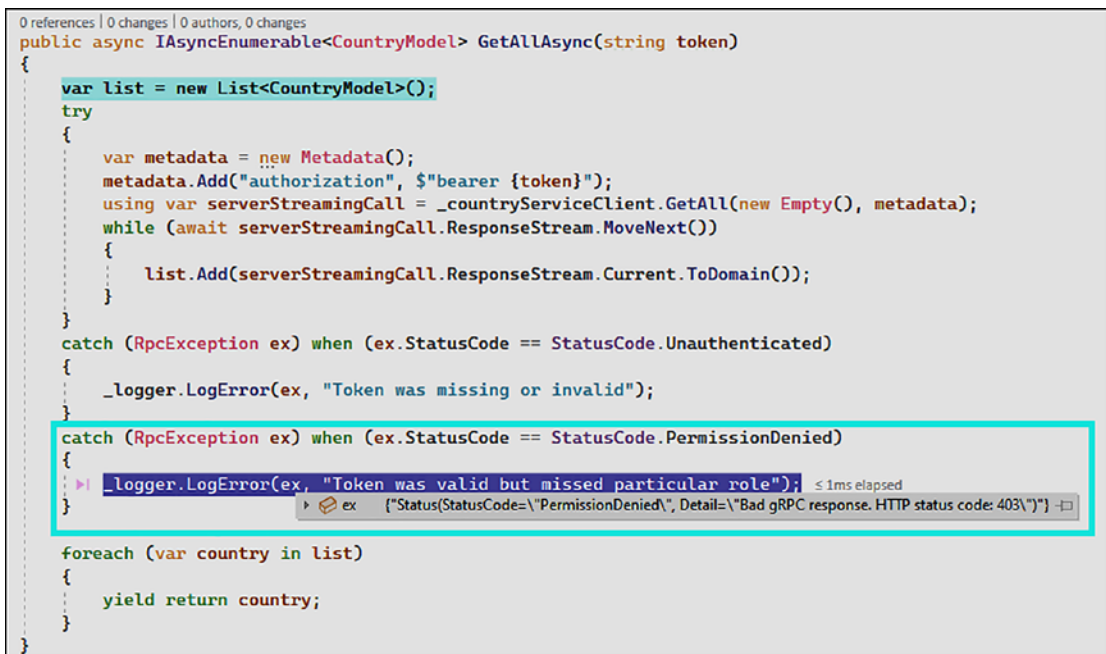 0 references | 0 changes | 0 authors, 0 changes
public async IAsyncEnumerable<CountryModel> GetAllAsync(string token)
{
var list = new List<CountryModel>();
try
{
var metadata = new Metadata();
metadata.Add("authorization", $"bearer {token}");
using var serverStreamingCall = _countryServiceClient.GetAll(new Empty(), metadata);
while (await serverStreamingCall.ResponseStream.MoveNext())
{
list.Add(serverStreamingCall.ResponseStream.Current.ToDomain());
}
}
catch (RpcException ex) when (ex.StatusCode == StatusCode.Unauthenticated)
{
_logger.LogError(ex, "Token was missing or invalid");
}
catch (RpcException ex) when (ex.StatusCode == StatusCode.PermissionDenied)
{
_logger.LogError(ex, "Token was valid but missed particular role"); ≤ 1ms elapsed
} ex {"Status(StatusCode=\"PermissionDenied\", Detail=\"Bad gRPC response. HTTP status code: 403\")"}
foreach (var country in list)
{
yield return country;
}
}